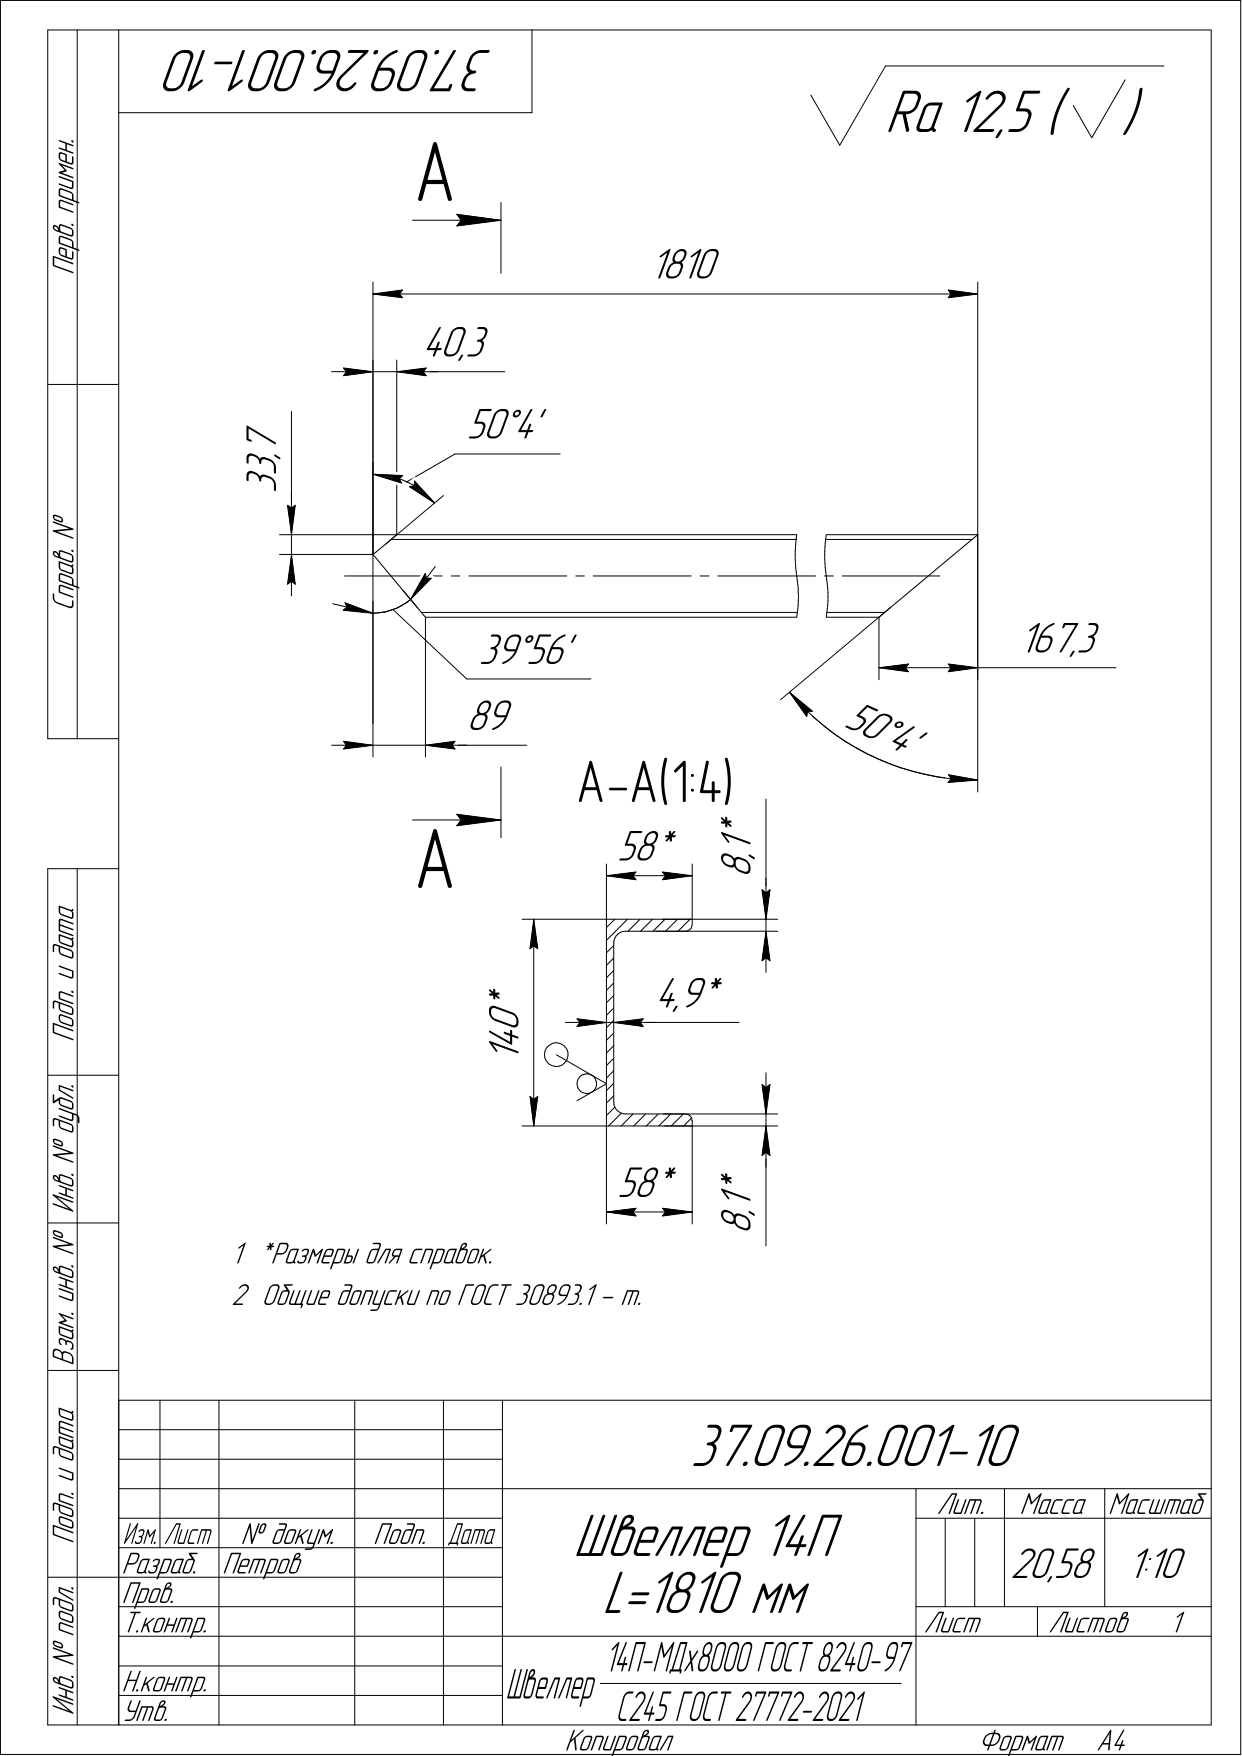 37.09.26.001-10
Ra 12,5 (√)
Перв. примен.
Справ. №
Подп. и дата
Инв. № дубл.
Взам. инв. №
Подп. и дата
Инв. № подл.
А
1810
40,3
50°4'
33,7
39°56'
89
167,3
50°4'
А
А-А(1:4)
58*
8,1*
140*
4,9*
58*
8,1*
1 *Размеры для справок.
2 Общие допуски по ГОСТ 30893.1 – m.
37.09.26.001-10
Лит. Масса Масштаб
Швеллер 14П
L=1810 мм
20,58 1:10
Изм. Лист № докум. Подп. Дата
Разраб. Петров
Пров.
Т.контр.
Лист Листов 1
Н.контр.
Утв.
Швеллер
14П-МДх8000 ГОСТ 8240-97
С245 ГОСТ 27772-2021
Копировал Формат А4